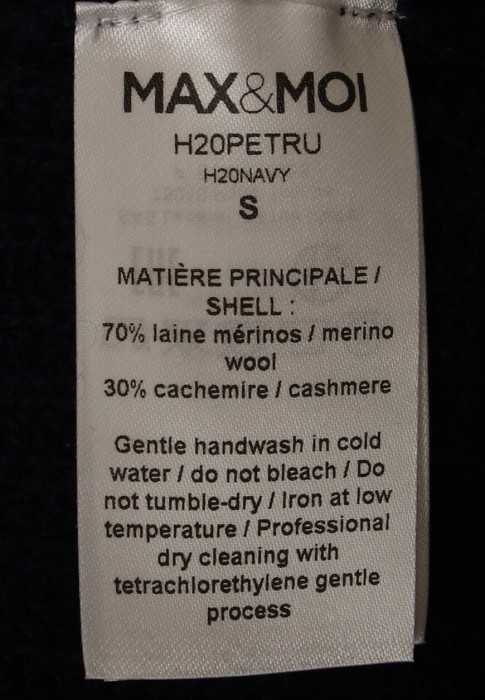 MAX&MOI
H20PETRU
H20NAVY
S
MATIÈRE PRINCIPALE /
SHELL :
70% laine mérinos / merino
wool
30% cachemire / cashmere
Gentle handwash in cold
water / do not bleach / Do
not tumble-dry / Iron at low
temperature / Professional
dry cleaning with
tetrachlorethylene gentle
process